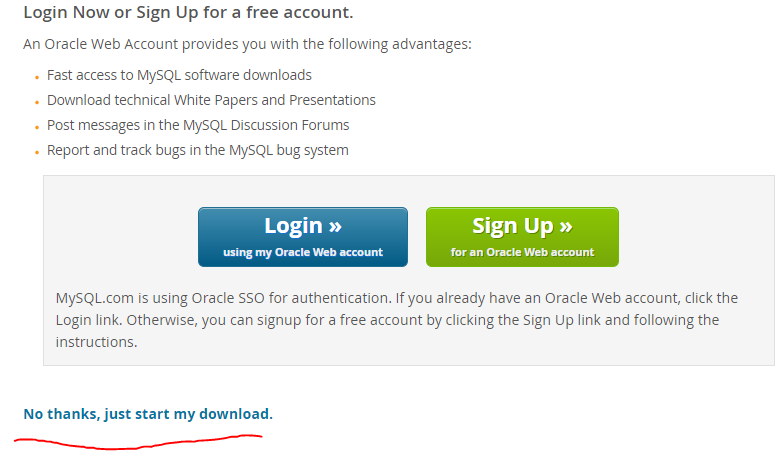 Login Now or Sign Up for a free account.
An Oracle Web Account provides you with the following advantages:
• Fast access to MySQL software downloads
• Download technical White Papers and Presentations
• Post messages in the MySQL Discussion Forums
• Report and track bugs in the MySQL bug system
Login »
using my Oracle Web account
Sign Up »
for an Oracle Web account
MySQL.com is using Oracle SSO for authentication. If you already have an Oracle Web account, click the
Login link. Otherwise, you can signup for a free account by clicking the Sign Up link and following the
instructions.
No thanks, just start my download.